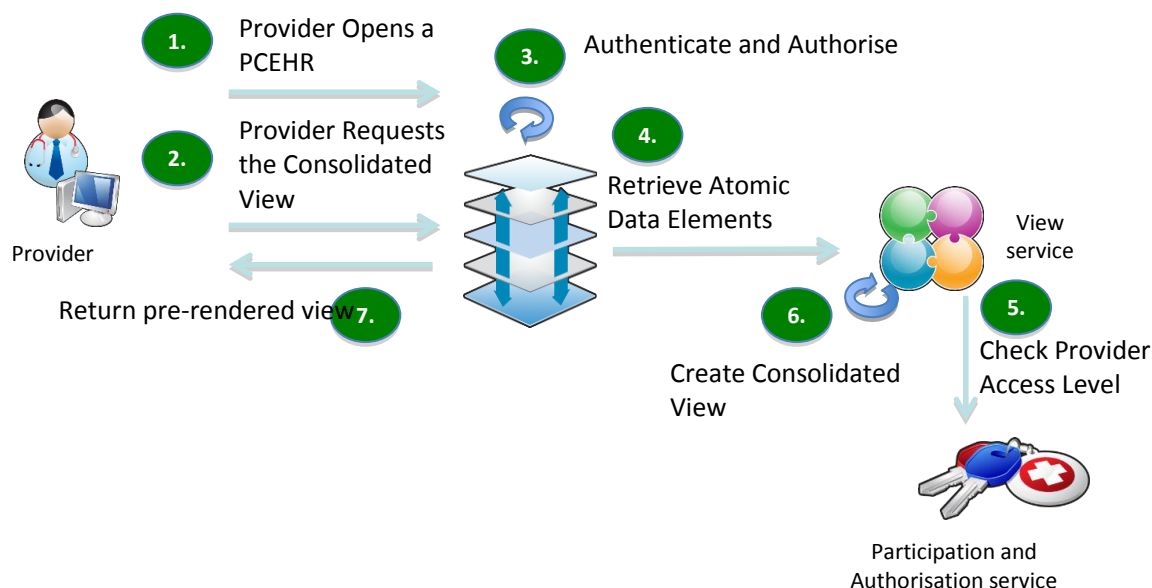 1.
Provider Opens a
PCEHR
3.
Authenticate and Authorise
2.
Provider Requests
the Consolidated
View
4.
Retrieve Atomic
Data Elements
Provider
View
service
Return pre-rendered view
7.
6.
5.
Create Consolidated
View
Check Provider
Access Level
Participation and
Authorisation service